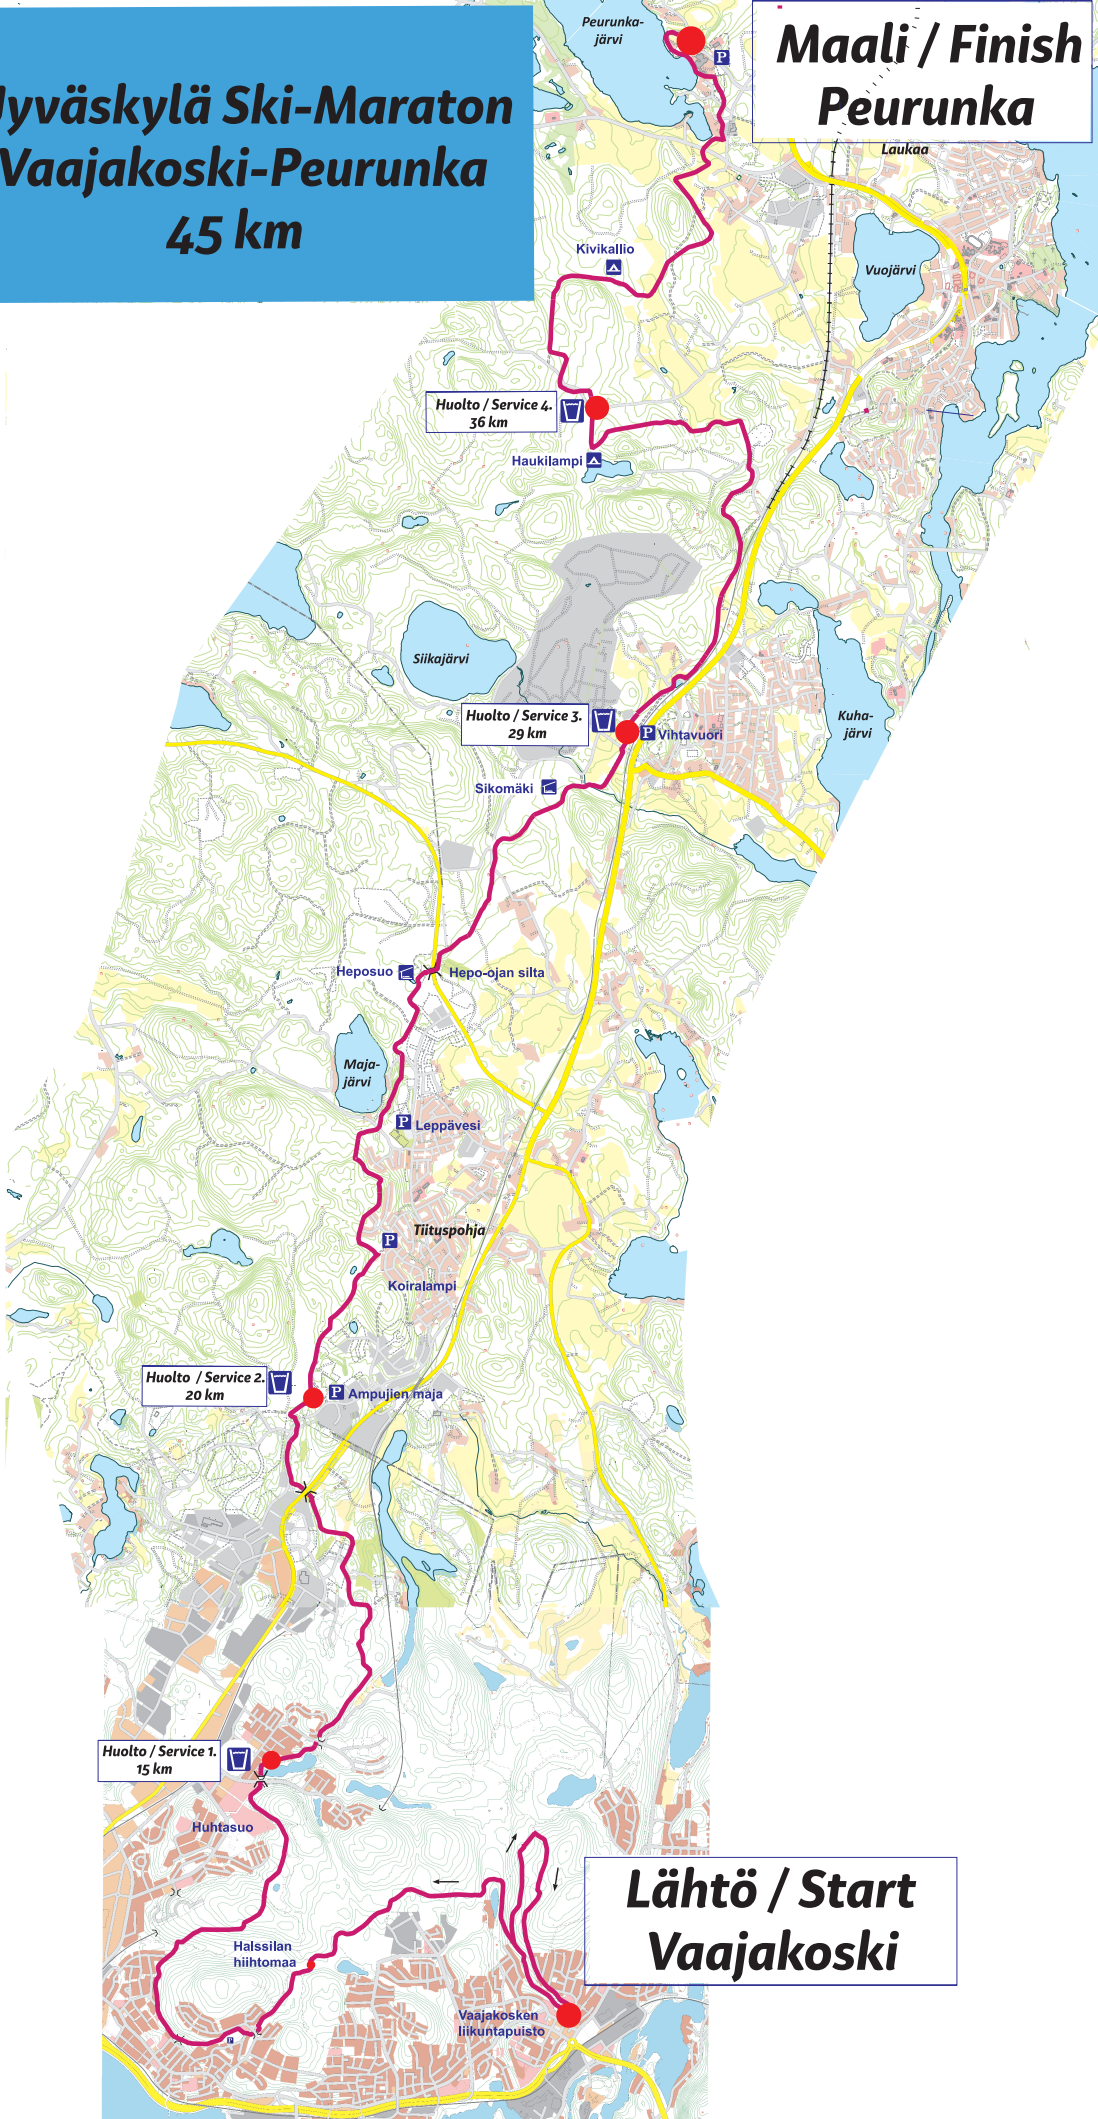 Jyväskylä Ski-Maraton
Vaajakoski-Peurunka
45 km
Maali / Finish
Peurunka
Peurunka-
järvi
P
Laukaa
Kivikallio
Vuojärvi
Huolto / Service 4.
36 km
Haukilampi
Siikajärvi
Huolto / Service 3.
29 km
P Vihtavuori
Kuha-
järvi
Sikomäki
Heposuo
Hepo-ojan silta
Maja-
järvi
P Leppävesi
Tiituspohja
P
Koiralampi
Huolto / Service 2.
20 km
P Ampujien maja
Huolto / Service 1.
15 km
Huhtasuo
Lähtö / Start
Vaajakoski
Halssilan
hiihtomaa
Vaajakosken
liikuntapuisto
P